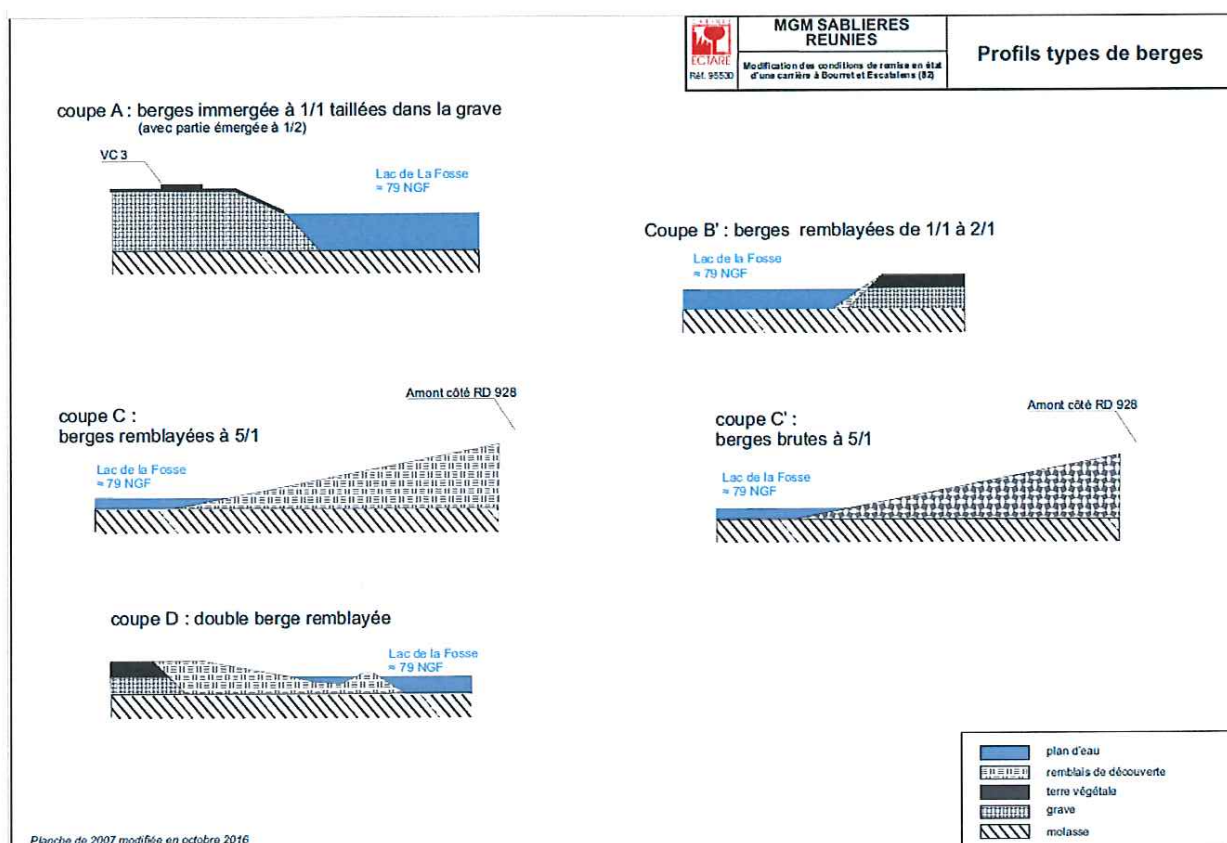 CABINET
ECTARE
Réf. 95530
MGM SABLIERES
REUNIES
Modification des conditions de remise en état
d'une carrière à Bourret et Escatalens (82)
Profils types de berges
coupe A : berges immergée à 1/1 taillées dans la grave
(avec partie émergée à 1/2)
VC 3
Lac de La Fosse
≈ 79 NGF
Coupe B' : berges remblayées de 1/1 à 2/1
Lac de la Fosse
≈ 79 NGF
coupe C :
berges remblayées à 5/1
Amont côté RD 928
Lac de la Fosse
≈ 79 NGF
coupe C' :
berges brutes à 5/1
Amont côté RD 928
Lac de la Fosse
≈ 79 NGF
coupe D : double berge remblayée
Lac de la Fosse
≈ 79 NGF
plan d'eau
remblais de découverte
terre végétale
grave
molasse
Planche de 2007 modifiée en octobre 2016